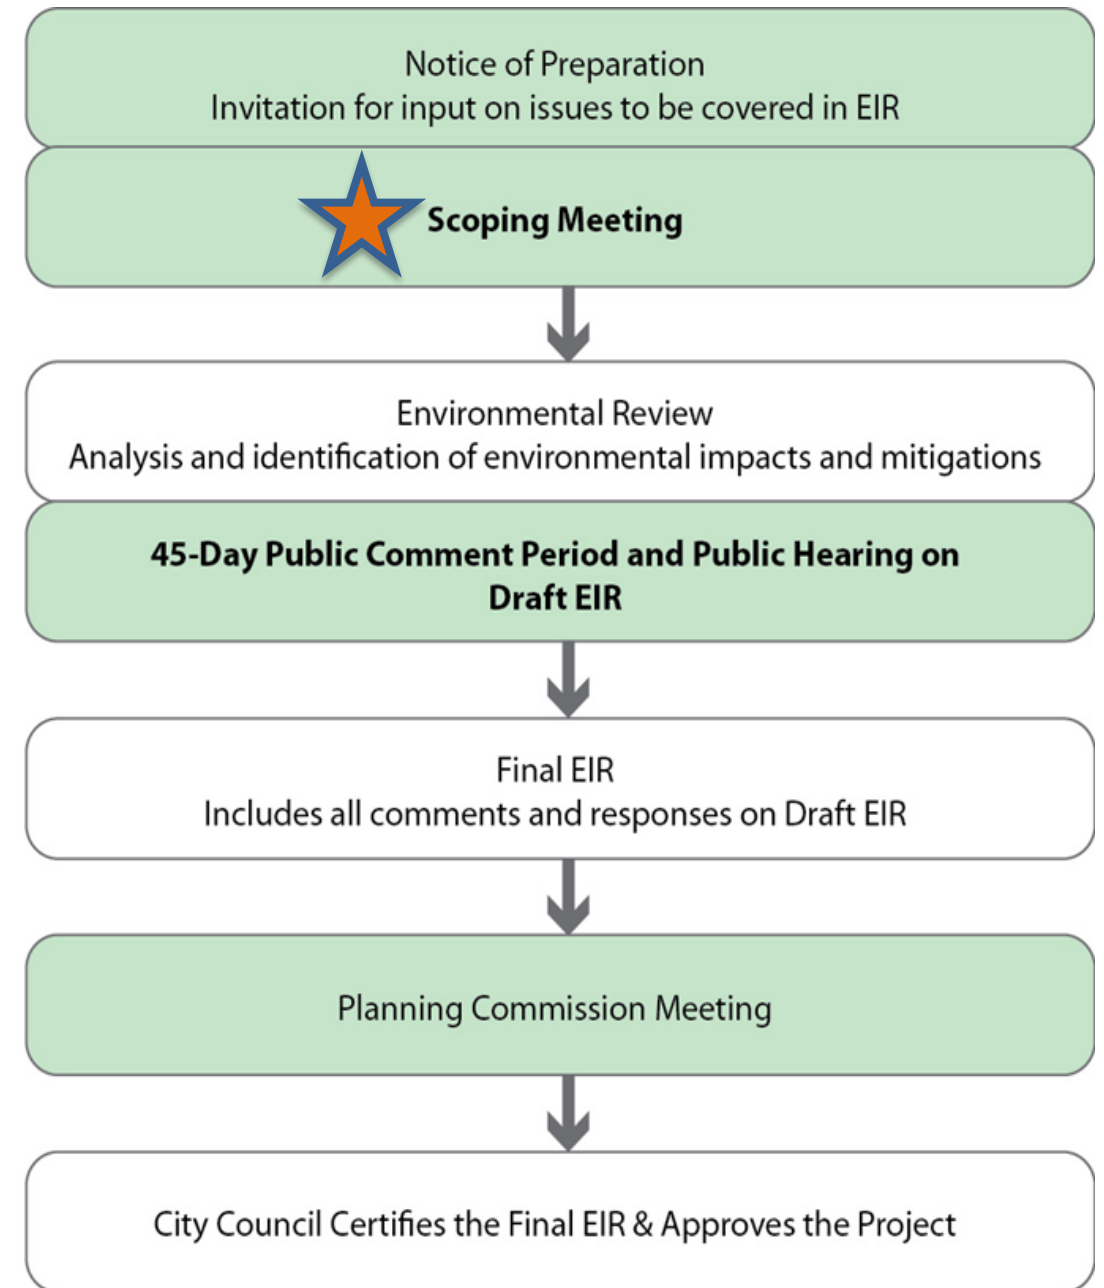 Notice of Preparation
Invitation for input on issues to be covered in EIR
Scoping Meeting
Environmental Review
Analysis and identification of environmental impacts and mitigations
45-Day Public Comment Period and Public Hearing on
Draft EIR
Final EIR
Includes all comments and responses on Draft EIR
Planning Commission Meeting
City Council Certifies the Final EIR & Approves the Project